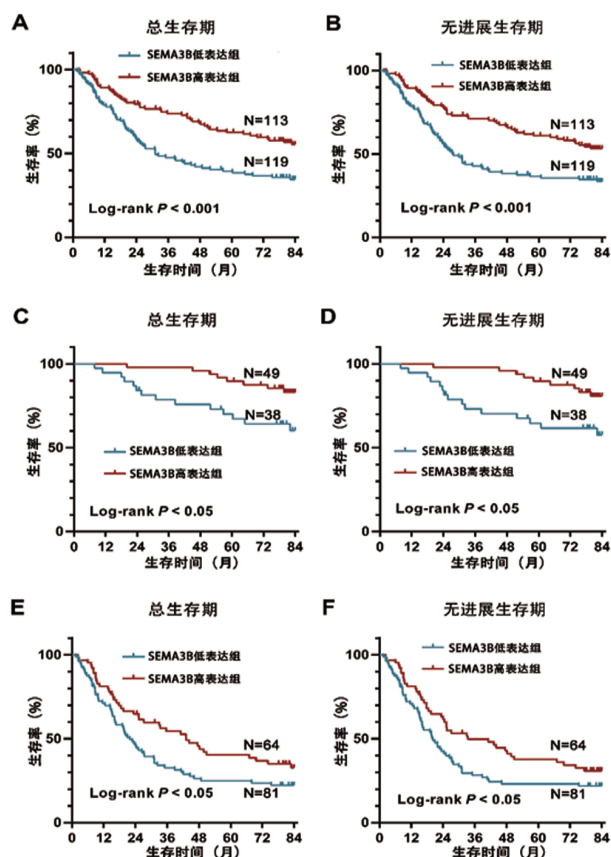 A
总生存期
SEMA3B低表达组
SEMA3B高表达组
N=113
N=119
Log-rank P < 0.001
生存率 (%)
100
50
0
0 12 24 36 48 60 72 84
生存时间（月）
B
无进展生存期
SEMA3B低表达组
SEMA3B高表达组
N=113
N=119
Log-rank P < 0.001
生存率 (%)
100
50
0
0 12 24 36 48 60 72 84
生存时间（月）
C
总生存期
N=49
N=38
SEMA3B低表达组
SEMA3B高表达组
Log-rank P < 0.05
生存率 (%)
100
50
0
0 12 24 36 48 60 72 84
生存时间（月）
D
无进展生存期
N=49
N=38
SEMA3B低表达组
SEMA3B高表达组
Log-rank P < 0.05
生存率 (%)
100
50
0
0 12 24 36 48 60 72 84
生存时间（月）
E
总生存期
SEMA3B低表达组
SEMA3B高表达组
N=64
N=81
Log-rank P < 0.05
生存率 (%)
100
50
0
0 12 24 36 48 60 72 84
生存时间（月）
F
无进展生存期
SEMA3B低表达组
SEMA3B高表达组
N=64
N=81
Log-rank P < 0.05
生存率 (%)
100
50
0
0 12 24 36 48 60 72 84
生存时间（月）